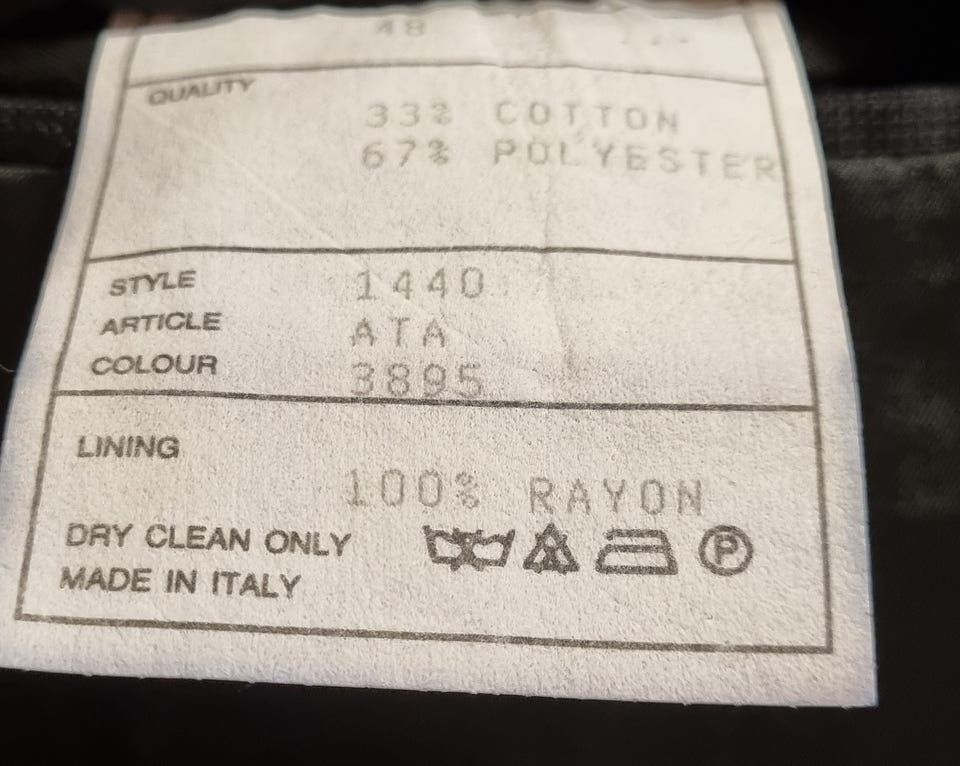 48
QUALITY
33% COTTON
67% POLYESTER
STYLE 1440
ARTICLE ATA
COLOUR 3895
LINING
100% RAYON
DRY CLEAN ONLY P
MADE IN ITALY